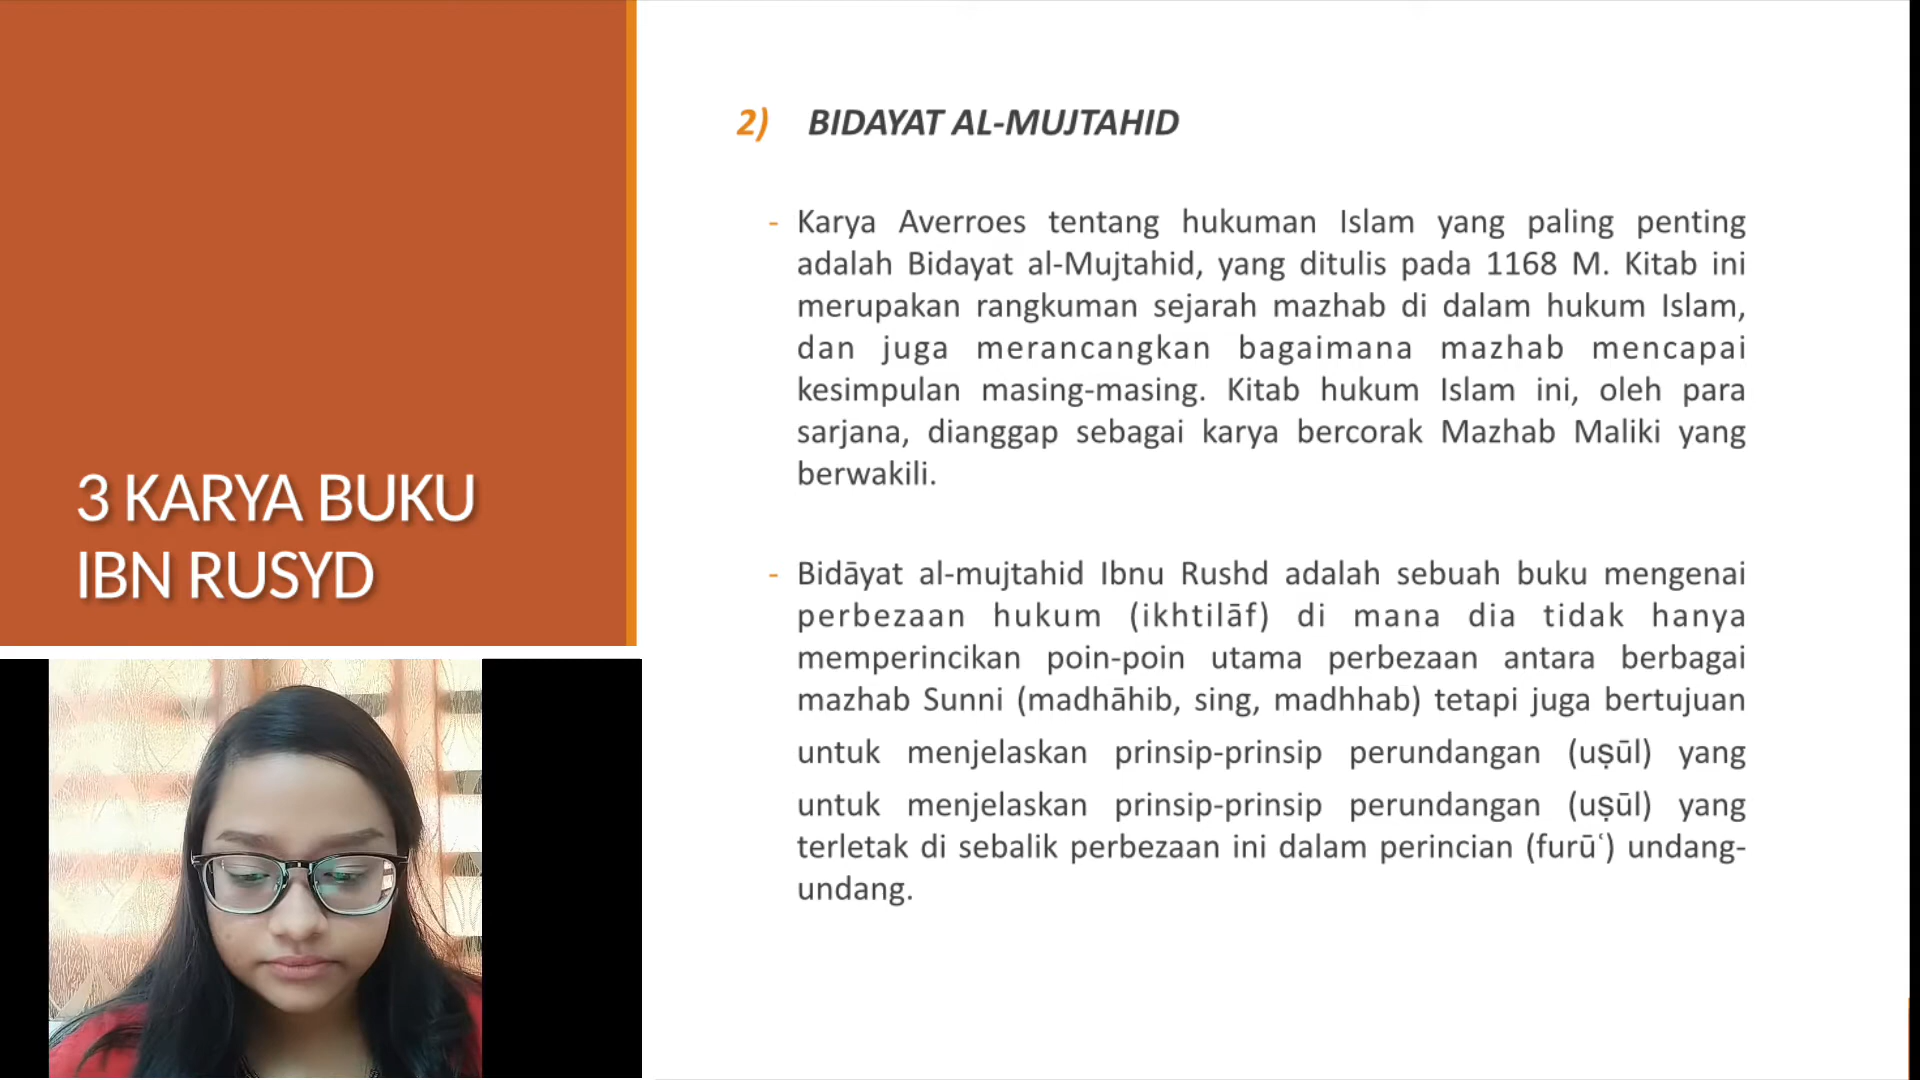 3 KARYA BUKU
IBN RUSYD
2) BIDAYAT AL-MUJTAHID
- Karya Averroes tentang hukuman Islam yang paling penting
adalah Bidayat al-Mujtahid, yang ditulis pada 1168 M. Kitab ini
merupakan rangkuman sejarah mazhab di dalam hukum Islam,
dan juga merancangkan bagaimana mazhab mencapai
kesimpulan masing-masing. Kitab hukum Islam ini, oleh para
sarjana, dianggap sebagai karya bercorak Mazhab Maliki yang
berwakili.
- Bidāyat al-mujtahid Ibnu Rushd adalah sebuah buku mengenai
perbezaan hukum (ikhtilāf) di mana dia tidak hanya
memperincikan poin-poin utama perbezaan antara berbagai
mazhab Sunni (madhāhib, sing, madhhab) tetapi juga bertujuan
untuk menjelaskan prinsip-prinsip perundangan (uṣūl) yang
untuk menjelaskan prinsip-prinsip perundangan (uṣūl) yang
terletak di sebalik perbezaan ini dalam perincian (furūʿ) undang-
undang.